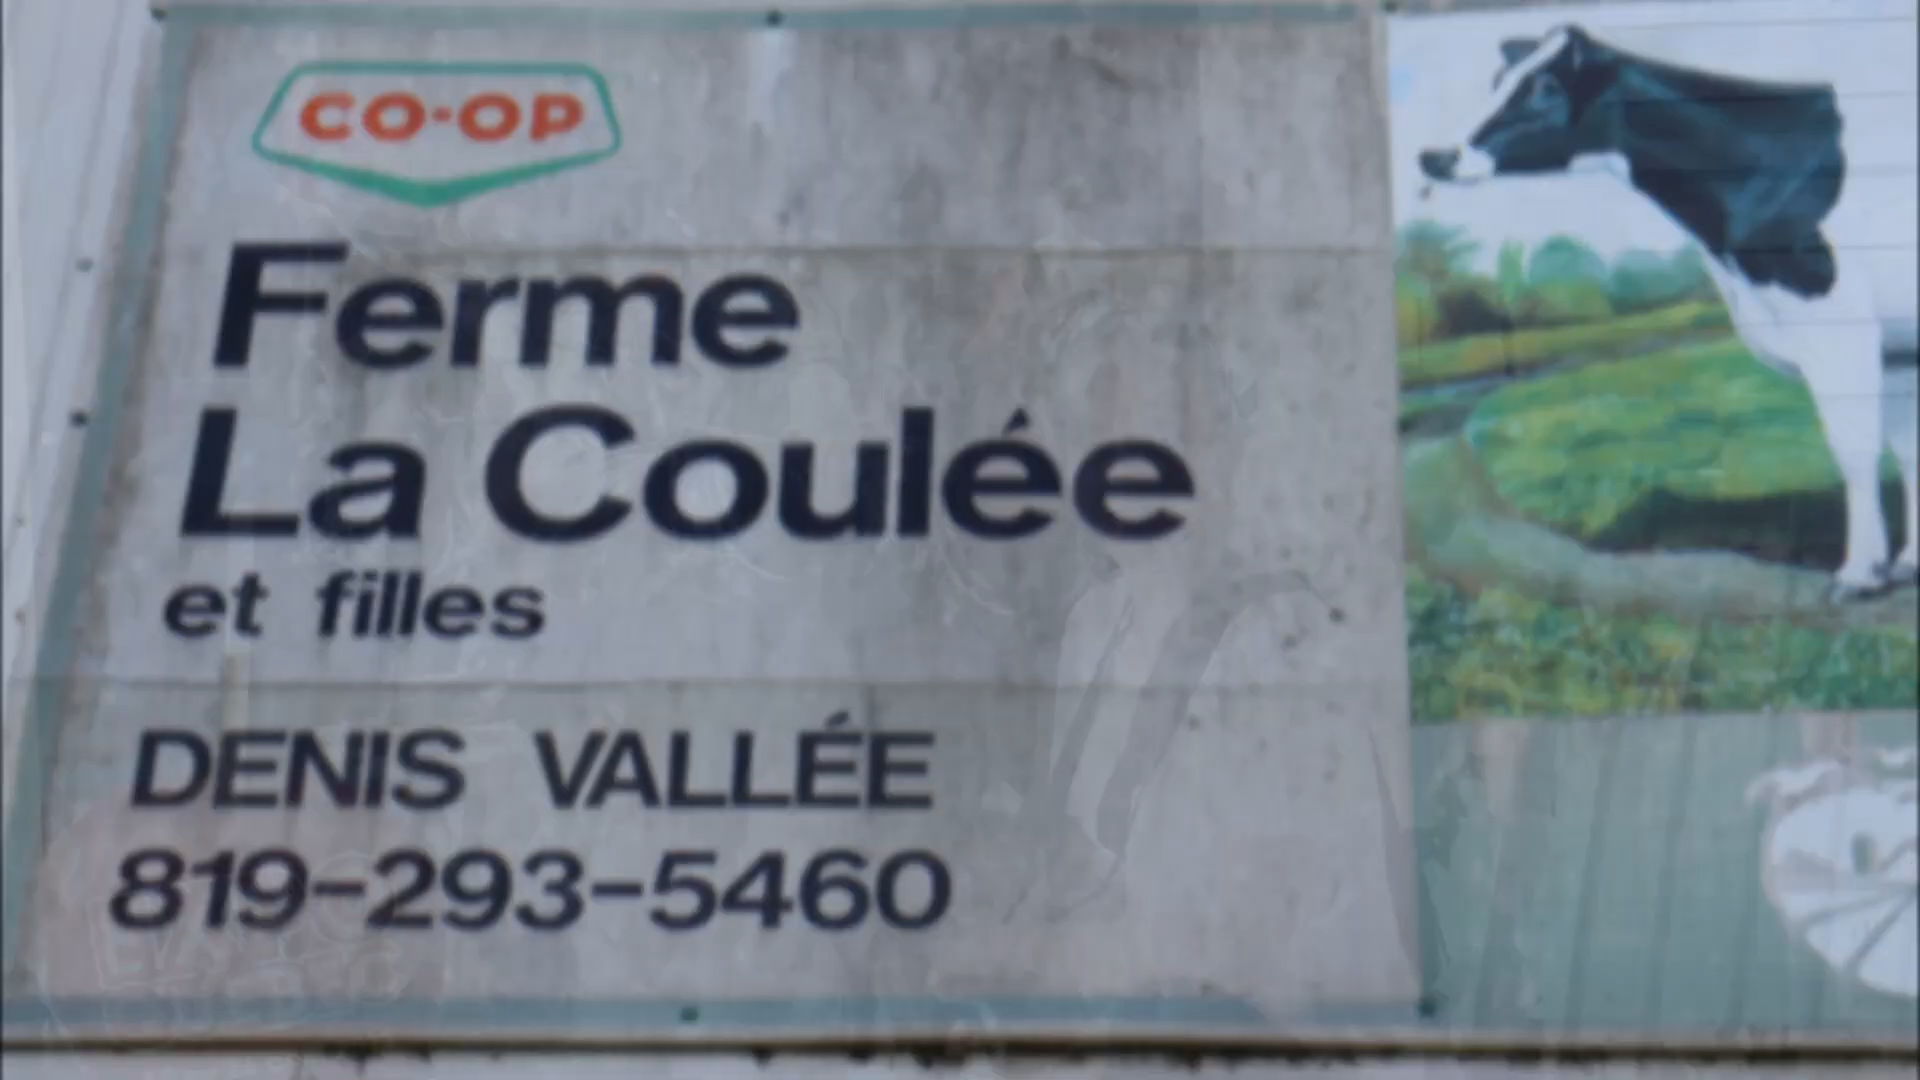 CO-OP
Ferme
La Coulée
et filles
DENIS VALLÉE
819-293-5460